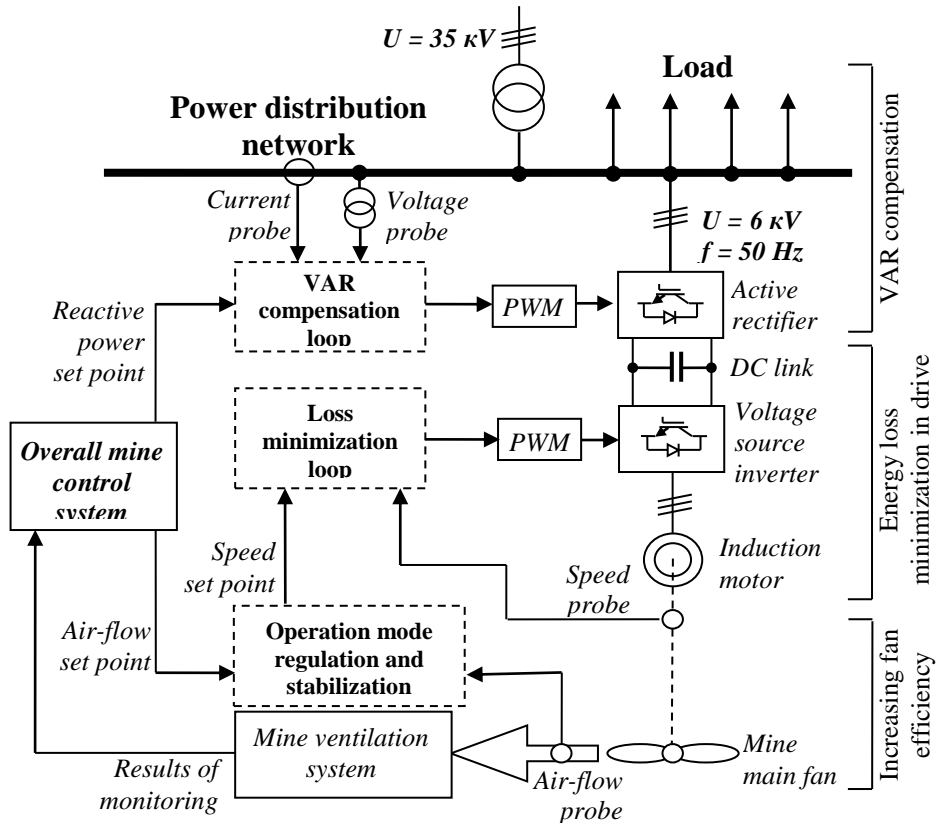 U = 35 кV
Load
Power distribution
network
Current
probe
Voltage
probe
U = 6 кV
f = 50 Hz
VAR compensation
VAR
compensation
loop
PWM
Active
rectifier
Reactive
power
set point
DC link
Loss
minimization
loop
PWM
Voltage
source
inverter
Energy loss
minimization in drive
Overall mine
control
system
Speed
set point
Speed
probe
Induction
motor
Air-flow
set point
Operation mode
regulation and
stabilization
Increasing fan
efficiency
Mine ventilation
system
Results of
monitoring
Air-flow
probe
Mine
main fan